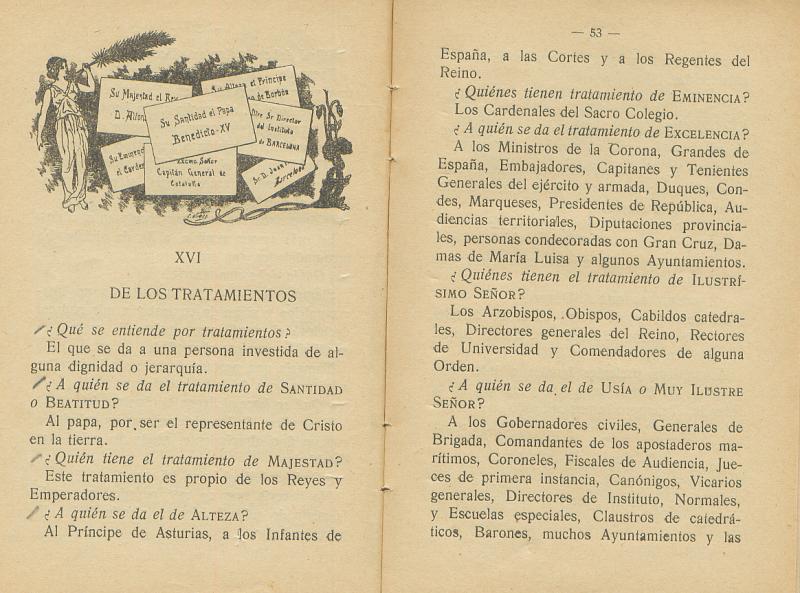 Su Majestad el Rey
D. Alfon
Su Alteza el Príncipe
de Borbón
Su Santidad el Papa
Benedicto-XV
Iltre Sr Director
del Instituto
de BARCELONA
Su Eminenc
el Carden
Excmo Señor
Capitán General de
Cataluña
Sr. D. Juan
XVI
DE LOS TRATAMIENTOS
¿Qué se entiende por tratamientos?
El que se da a una persona investida de al-
guna dignidad o jerarquía.
¿A quién se da el tratamiento de SANTIDAD
o BEATITUD?
Al papa, por ser el representante de Cristo
en la tierra.
¿Quién tiene el tratamiento de MAJESTAD?
Este tratamiento es propio de los Reyes y
Emperadores.
¿A quién se da el de ALTEZA?
Al Príncipe de Asturias, a los Infantes de
— 53 —
España, a las Cortes y a los Regentes del
Reino.
¿Quiénes tienen tratamiento de EMINENCIA?
Los Cardenales del Sacro Colegio.
¿A quién se da el tratamiento de EXCELENCIA?
A los Ministros de la Corona, Grandes de
España, Embajadores, Capitanes y Tenientes
Generales del ejército y armada, Duques, Con-
des, Marqueses, Presidentes de República, Au-
diencias territoriales, Diputaciones provincia-
les, personas condecoradas con Gran Cruz, Da-
mas de María Luisa y algunos Ayuntamientos.
¿Quiénes tienen el tratamiento de ILUSTRÍ-
SIMO SEÑOR?
Los Arzobispos, Obispos, Cabildos catedra-
les, Directores generales del Reino, Rectores
de Universidad y Comendadores de alguna
Orden.
¿A quién se da el de USÍA o MUY ILUSTRE
SEÑOR?
A los Gobernadores civiles, Generales de
Brigada, Comandantes de los apostaderos ma-
rítimos, Coroneles, Fiscales de Audiencia, Jue-
ces de primera instancia, Canónigos, Vicarios
generales, Directores de Instituto, Normales,
y Escuelas especiales, Claustros de catedrá-
ticos, Barones, muchos Ayuntamientos y las